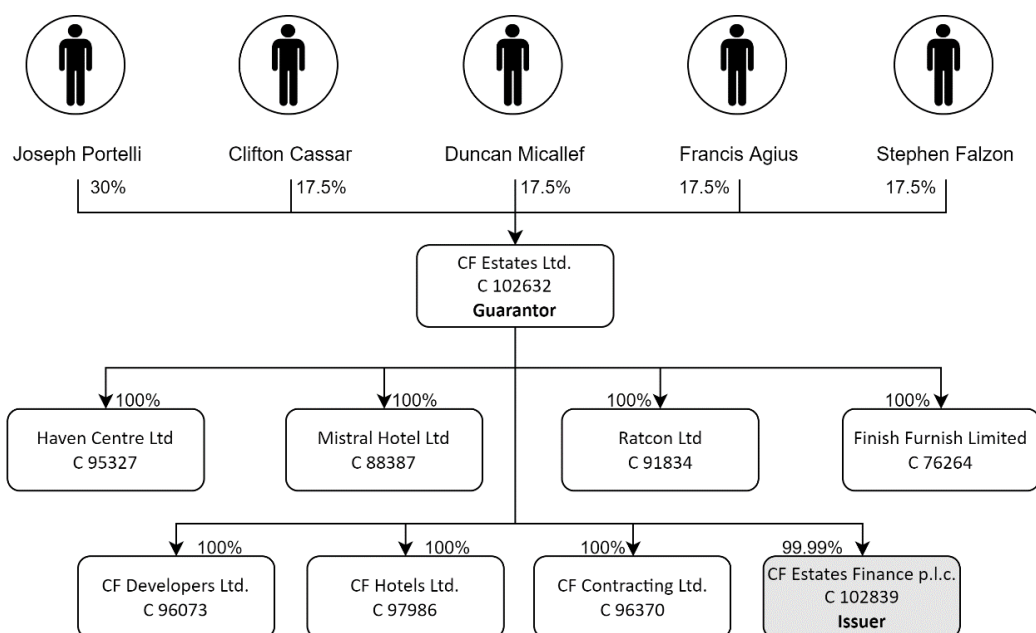 Joseph Portelli
Clifton Cassar
Duncan Micallef
Francis Agius
Stephen Falzon
30%
17.5%
17.5%
17.5%
17.5%
CF Estates Ltd.
C 102632
Guarantor
100%
100%
100%
100%
Haven Centre Ltd
C 95327
Mistral Hotel Ltd
C 88387
Ratcon Ltd
C 91834
Finish Furnish Limited
C 76264
100%
100%
100%
99.99%
CF Developers Ltd.
C 96073
CF Hotels Ltd.
C 97986
CF Contracting Ltd.
C 96370
CF Estates Finance p.l.c.
C 102839
Issuer